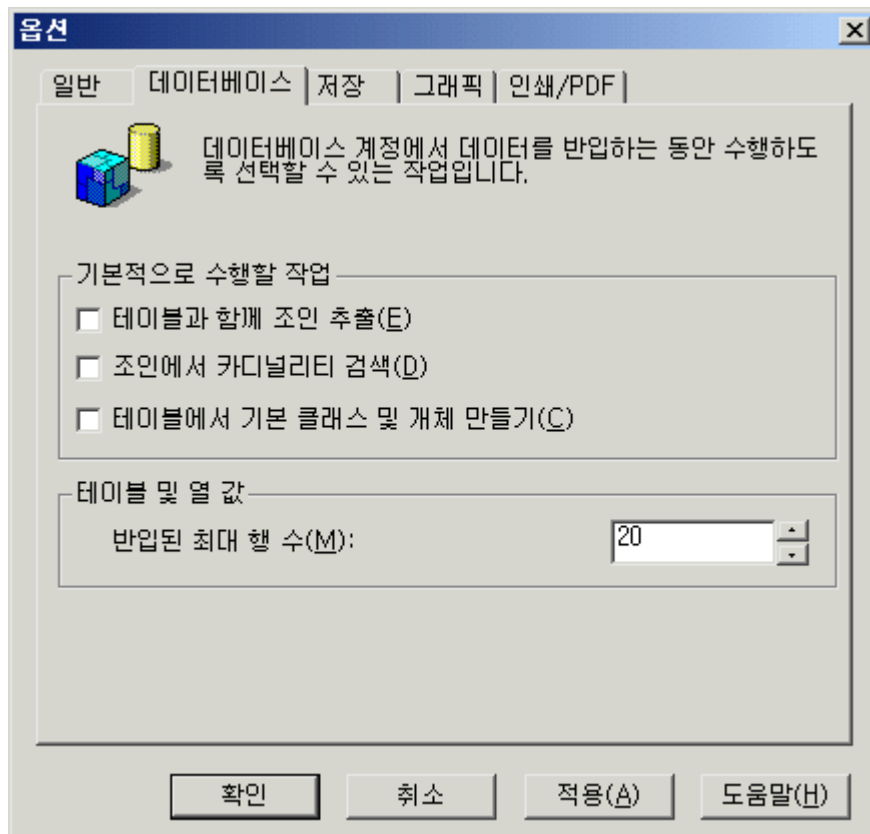 옵션
일반 데이터베이스 저장 그래픽 인쇄/PDF
데이터베이스 계정에서 데이터를 반입하는 동안 수행하도
록 선택할 수 있는 작업입니다.
기본적으로 수행할 작업
테이블과 함께 조인 추출(E)
조인에서 카디널리티 검색(D)
테이블에서 기본 클래스 및 개체 만들기(C)
테이블 및 열 값
반입된 최대 행 수(M): 20
확인 취소 적용(A) 도움말(H)